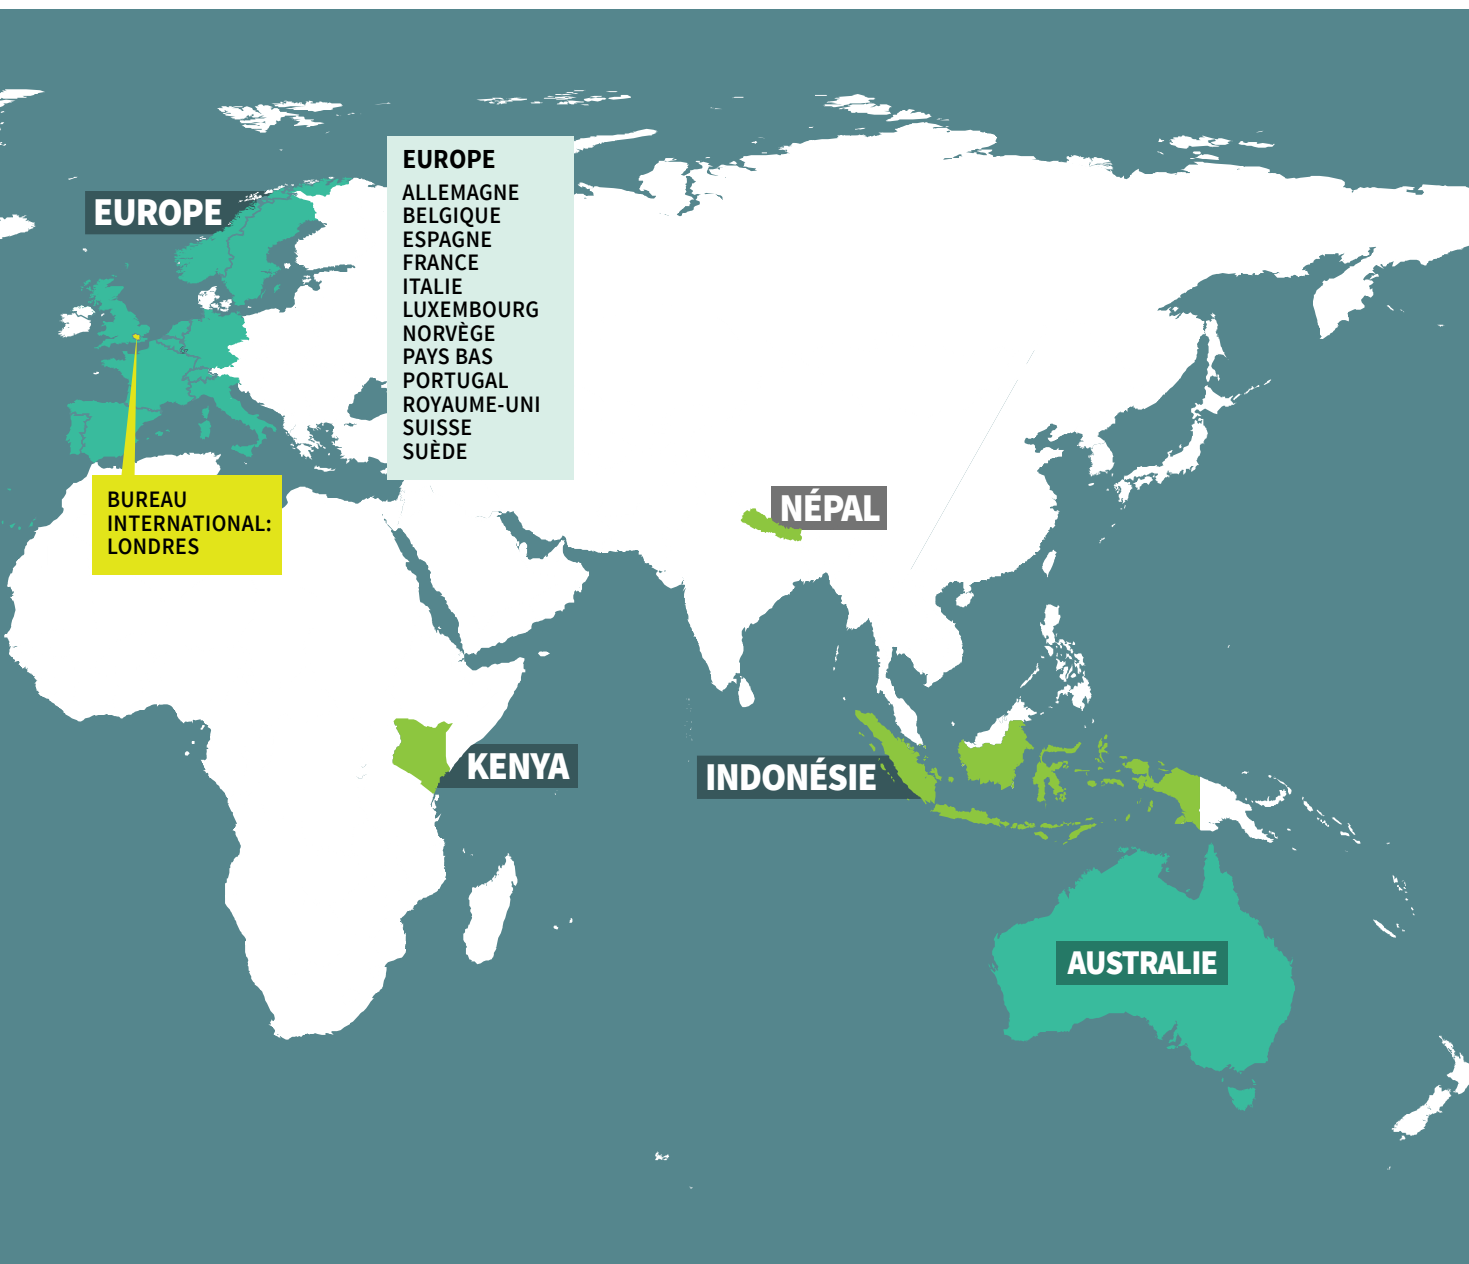 EUROPE
EUROPE
ALLEMAGNE
BELGIQUE
ESPAGNE
FRANCE
ITALIE
LUXEMBOURG
NORVÈGE
PAYS BAS
PORTUGAL
ROYAUME-UNI
SUISSE
SUÈDE
BUREAU
INTERNATIONAL:
LONDRES
NÉPAL
KENYA
INDONÉSIE
AUSTRALIE